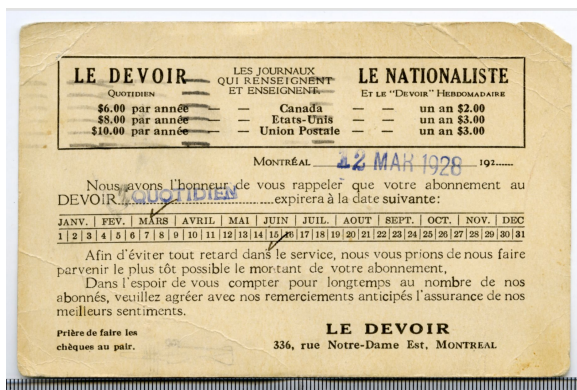 LE DEVOIR
QUOTIDIEN
LES JOURNAUX
QUI RENSEIGNENT
ET ENSEIGNENT.
LE NATIONALISTE
ET LE "DEVOIR" HEBDOMADAIRE
$6.00 par année — — Canada — — un an $2.00
$8.00 par année — — Etats-Unis — — un an $3.00
$10.00 par année — — Union Postale — — un an $3.00
MONTRÉAL 12 MAR 1928 192......
Nous avons l'honneur de vous rappeler que votre abonnement au
DEVOIR QUOTIDIEN expirera à la date suivante:
JANV. | FEV. | MARS | AVRIL | MAI | JUIN | JUIL. | AOUT | SEPT. | OCT. | NOV. | DEC
1 | 2 | 3 | 4 | 5 | 6 | 7 | 8 | 9 | 10 | 11 | 12 | 13 | 14 | 15 | 16 | 17 | 18 | 19 | 20 | 21 | 22 | 23 | 24 | 25 | 26 | 27 | 28 | 29 | 30 | 31
Afin d'éviter tout retard dans le service, nous vous prions de nous faire
parvenir le plus tôt possible le montant de votre abonnement,
Dans l'espoir de vous compter pour longtemps au nombre de nos
abonnés, veuillez agréer avec nos remerciements anticipés l'assurance de nos
meilleurs sentiments.
Prière de faire les
chèques au pair.
LE DEVOIR
336, rue Notre-Dame Est, MONTREAL